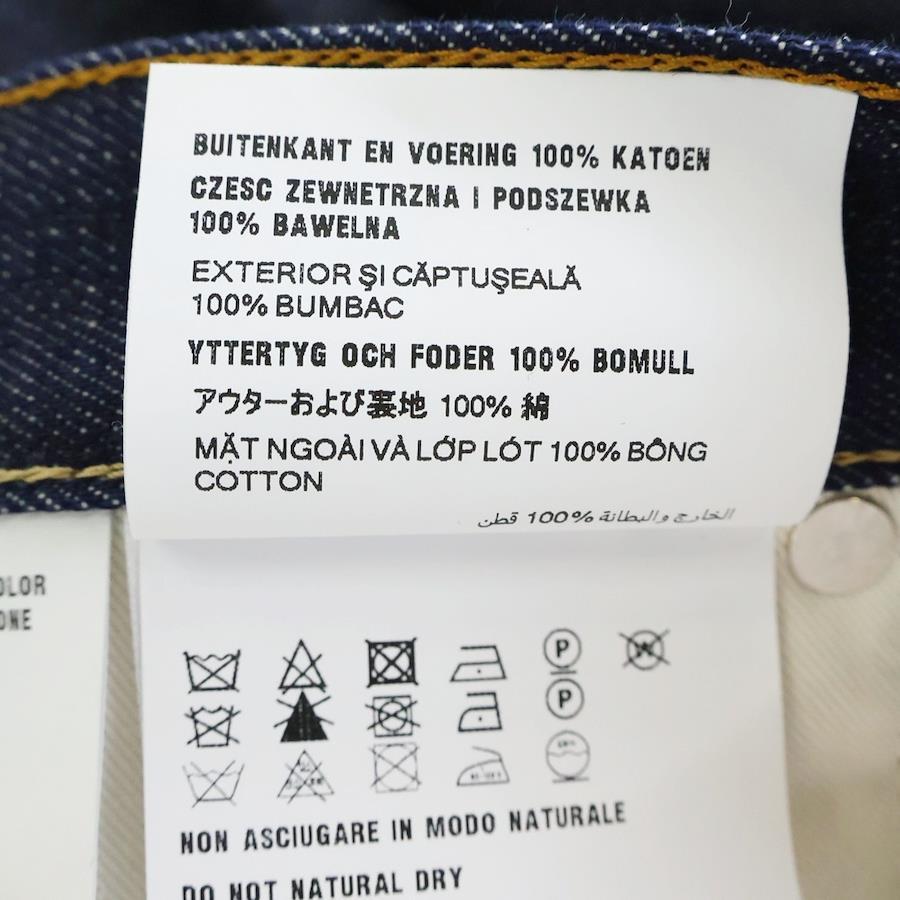 BUITENKANT EN VOERING 100% KATOEN
CZESC ZEWNETRZNA I PODSZEWKA
100% BAWELNA
EXTERIOR ŞI CĂPTUŞEALĂ
100% BUMBAC
YTTERTYG OCH FODER 100% BOMULL
アウターおよび裏地 100% 綿
MẶT NGOÀI VÀ LỚP LÓT 100% BÔNG
COTTON
الخارج والبطانة %100 قطن
OLOR
ONE
P
W
P
NON ASCIUGARE IN MODO NATURALE
DO NOT NATURAL DRY